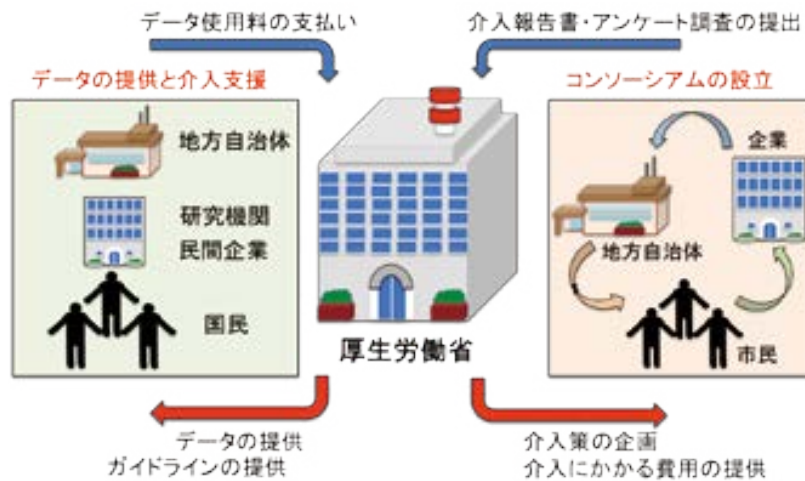 データ使用料の支払い
介入報告書・アンケート調査の提出
データの提供と介入支援
コンソーシアムの設立
地方自治体
研究機関
民間企業
国民
厚生労働省
企業
地方自治体
市民
データの提供
ガイドラインの提供
介入策の企画
介入にかかる費用の提供